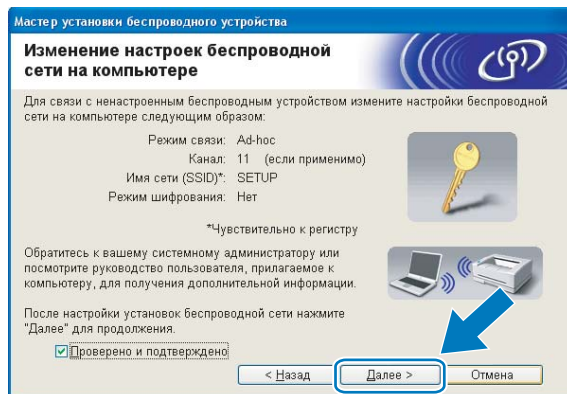 Мастер установки беспроводного устройства
Изменение настроек беспроводной
сети на компьютере
Для связи с ненастроенным беспроводным устройством измените настройки беспроводной
сети на компьютере следующим образом:
Режим связи: Ad-hoc
Канал: 11 (если применимо)
Имя сети (SSID)*: SETUP
Режим шифрования: Нет
*Чувствительно к регистру
Обратитесь к вашему системному администратору или
посмотрите руководство пользователя, прилагаемое к
компьютеру, для получения дополнительной информации.
После настройки установок беспроводной сети нажмите
"Далее" для продолжения.
Проверено и подтверждено
< Назад Далее > Отмена